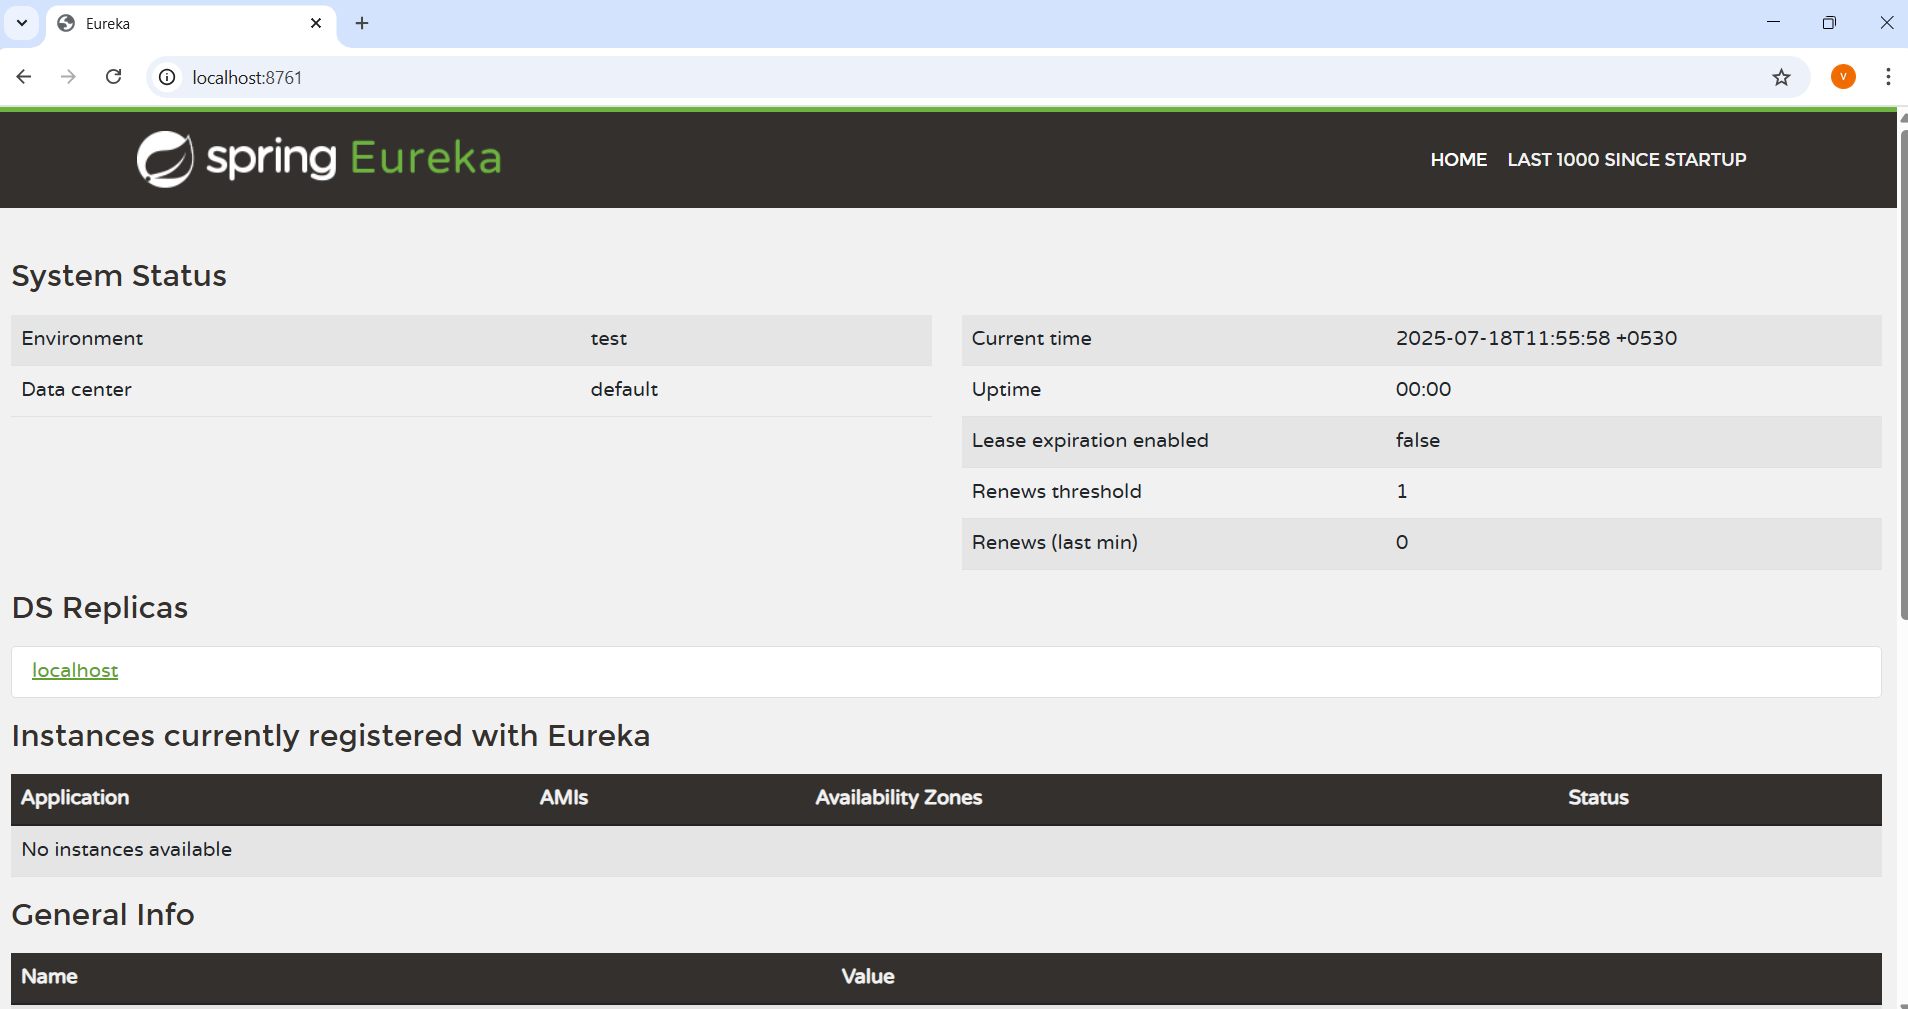 Eureka
localhost:8761
V
spring Eureka
HOME LAST 1000 SINCE STARTUP
System Status
Environment test
Data center default
Current time 2025-07-18T11:55:58 +0530
Uptime 00:00
Lease expiration enabled false
Renews threshold 1
Renews (last min) 0
DS Replicas
localhost
Instances currently registered with Eureka
Application AMIs Availability Zones Status
No instances available
General Info
Name Value